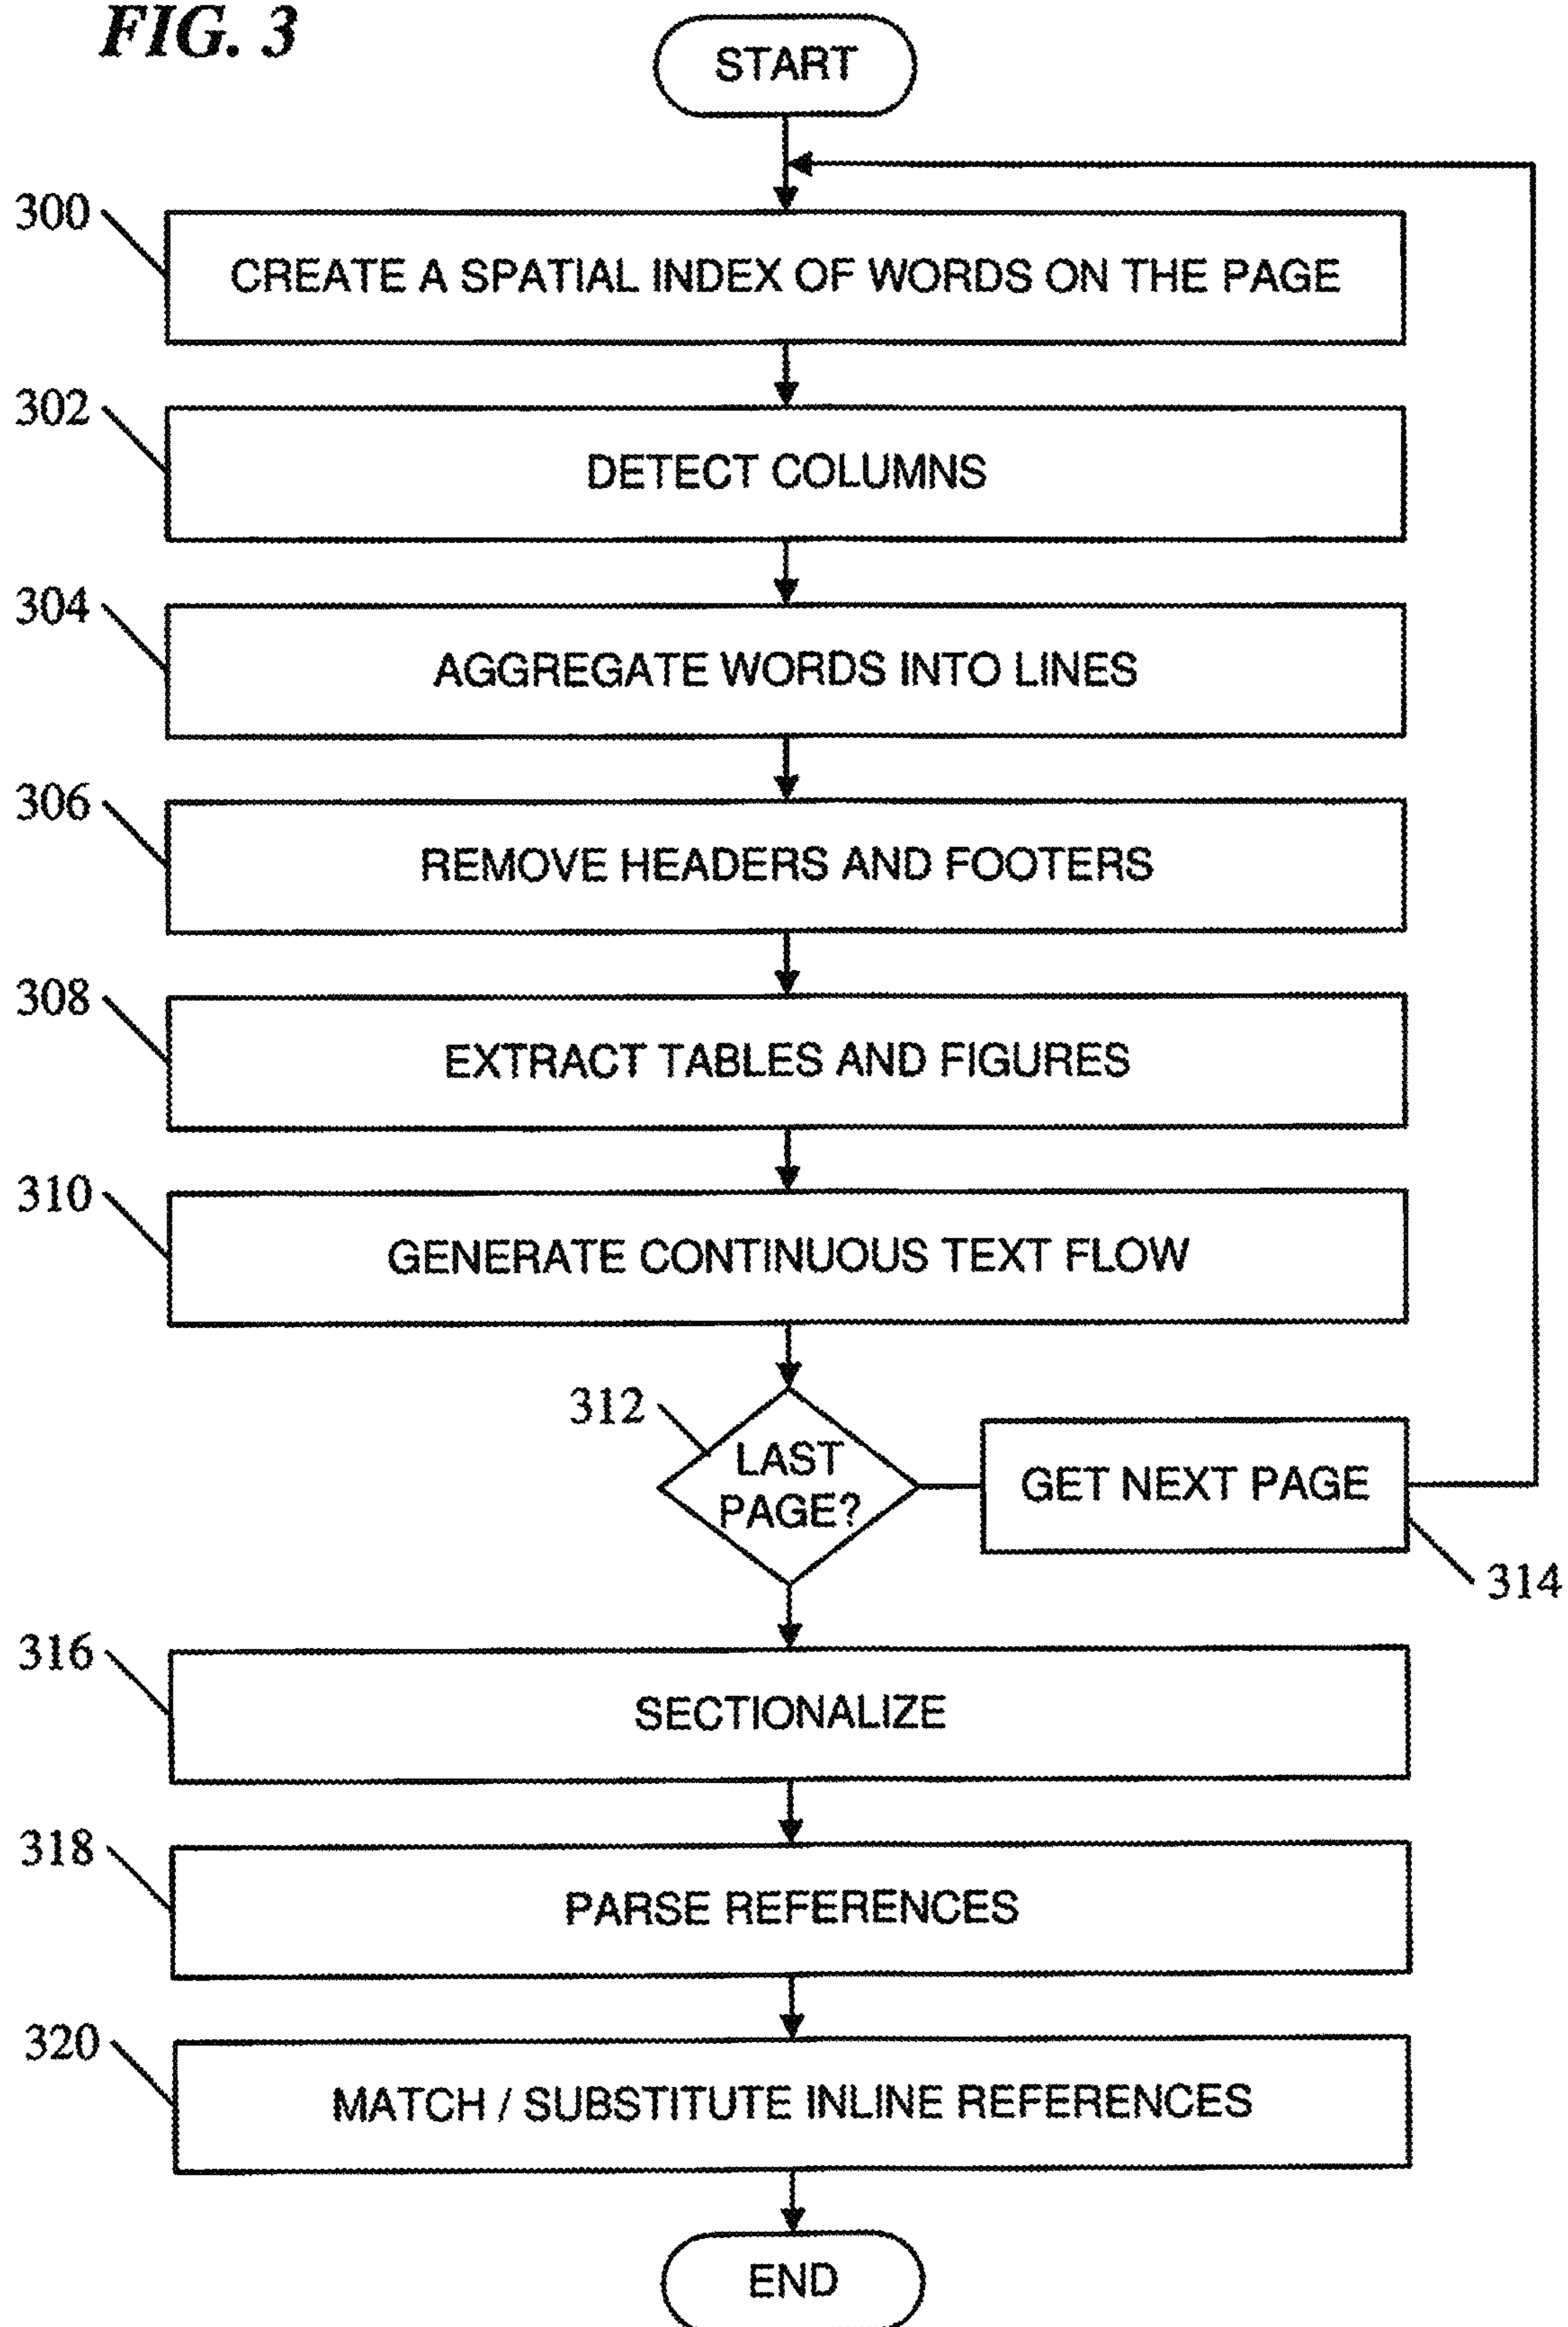 FIG. 3
START
300
CREATE A SPATIAL INDEX OF WORDS ON THE PAGE
302
DETECT COLUMNS
304
AGGREGATE WORDS INTO LINES
306
REMOVE HEADERS AND FOOTERS
308
EXTRACT TABLES AND FIGURES
310
GENERATE CONTINUOUS TEXT FLOW
312
LAST
PAGE?
GET NEXT PAGE
314
316
SECTIONALIZE
318
PARSE REFERENCES
320
MATCH / SUBSTITUTE INLINE REFERENCES
END